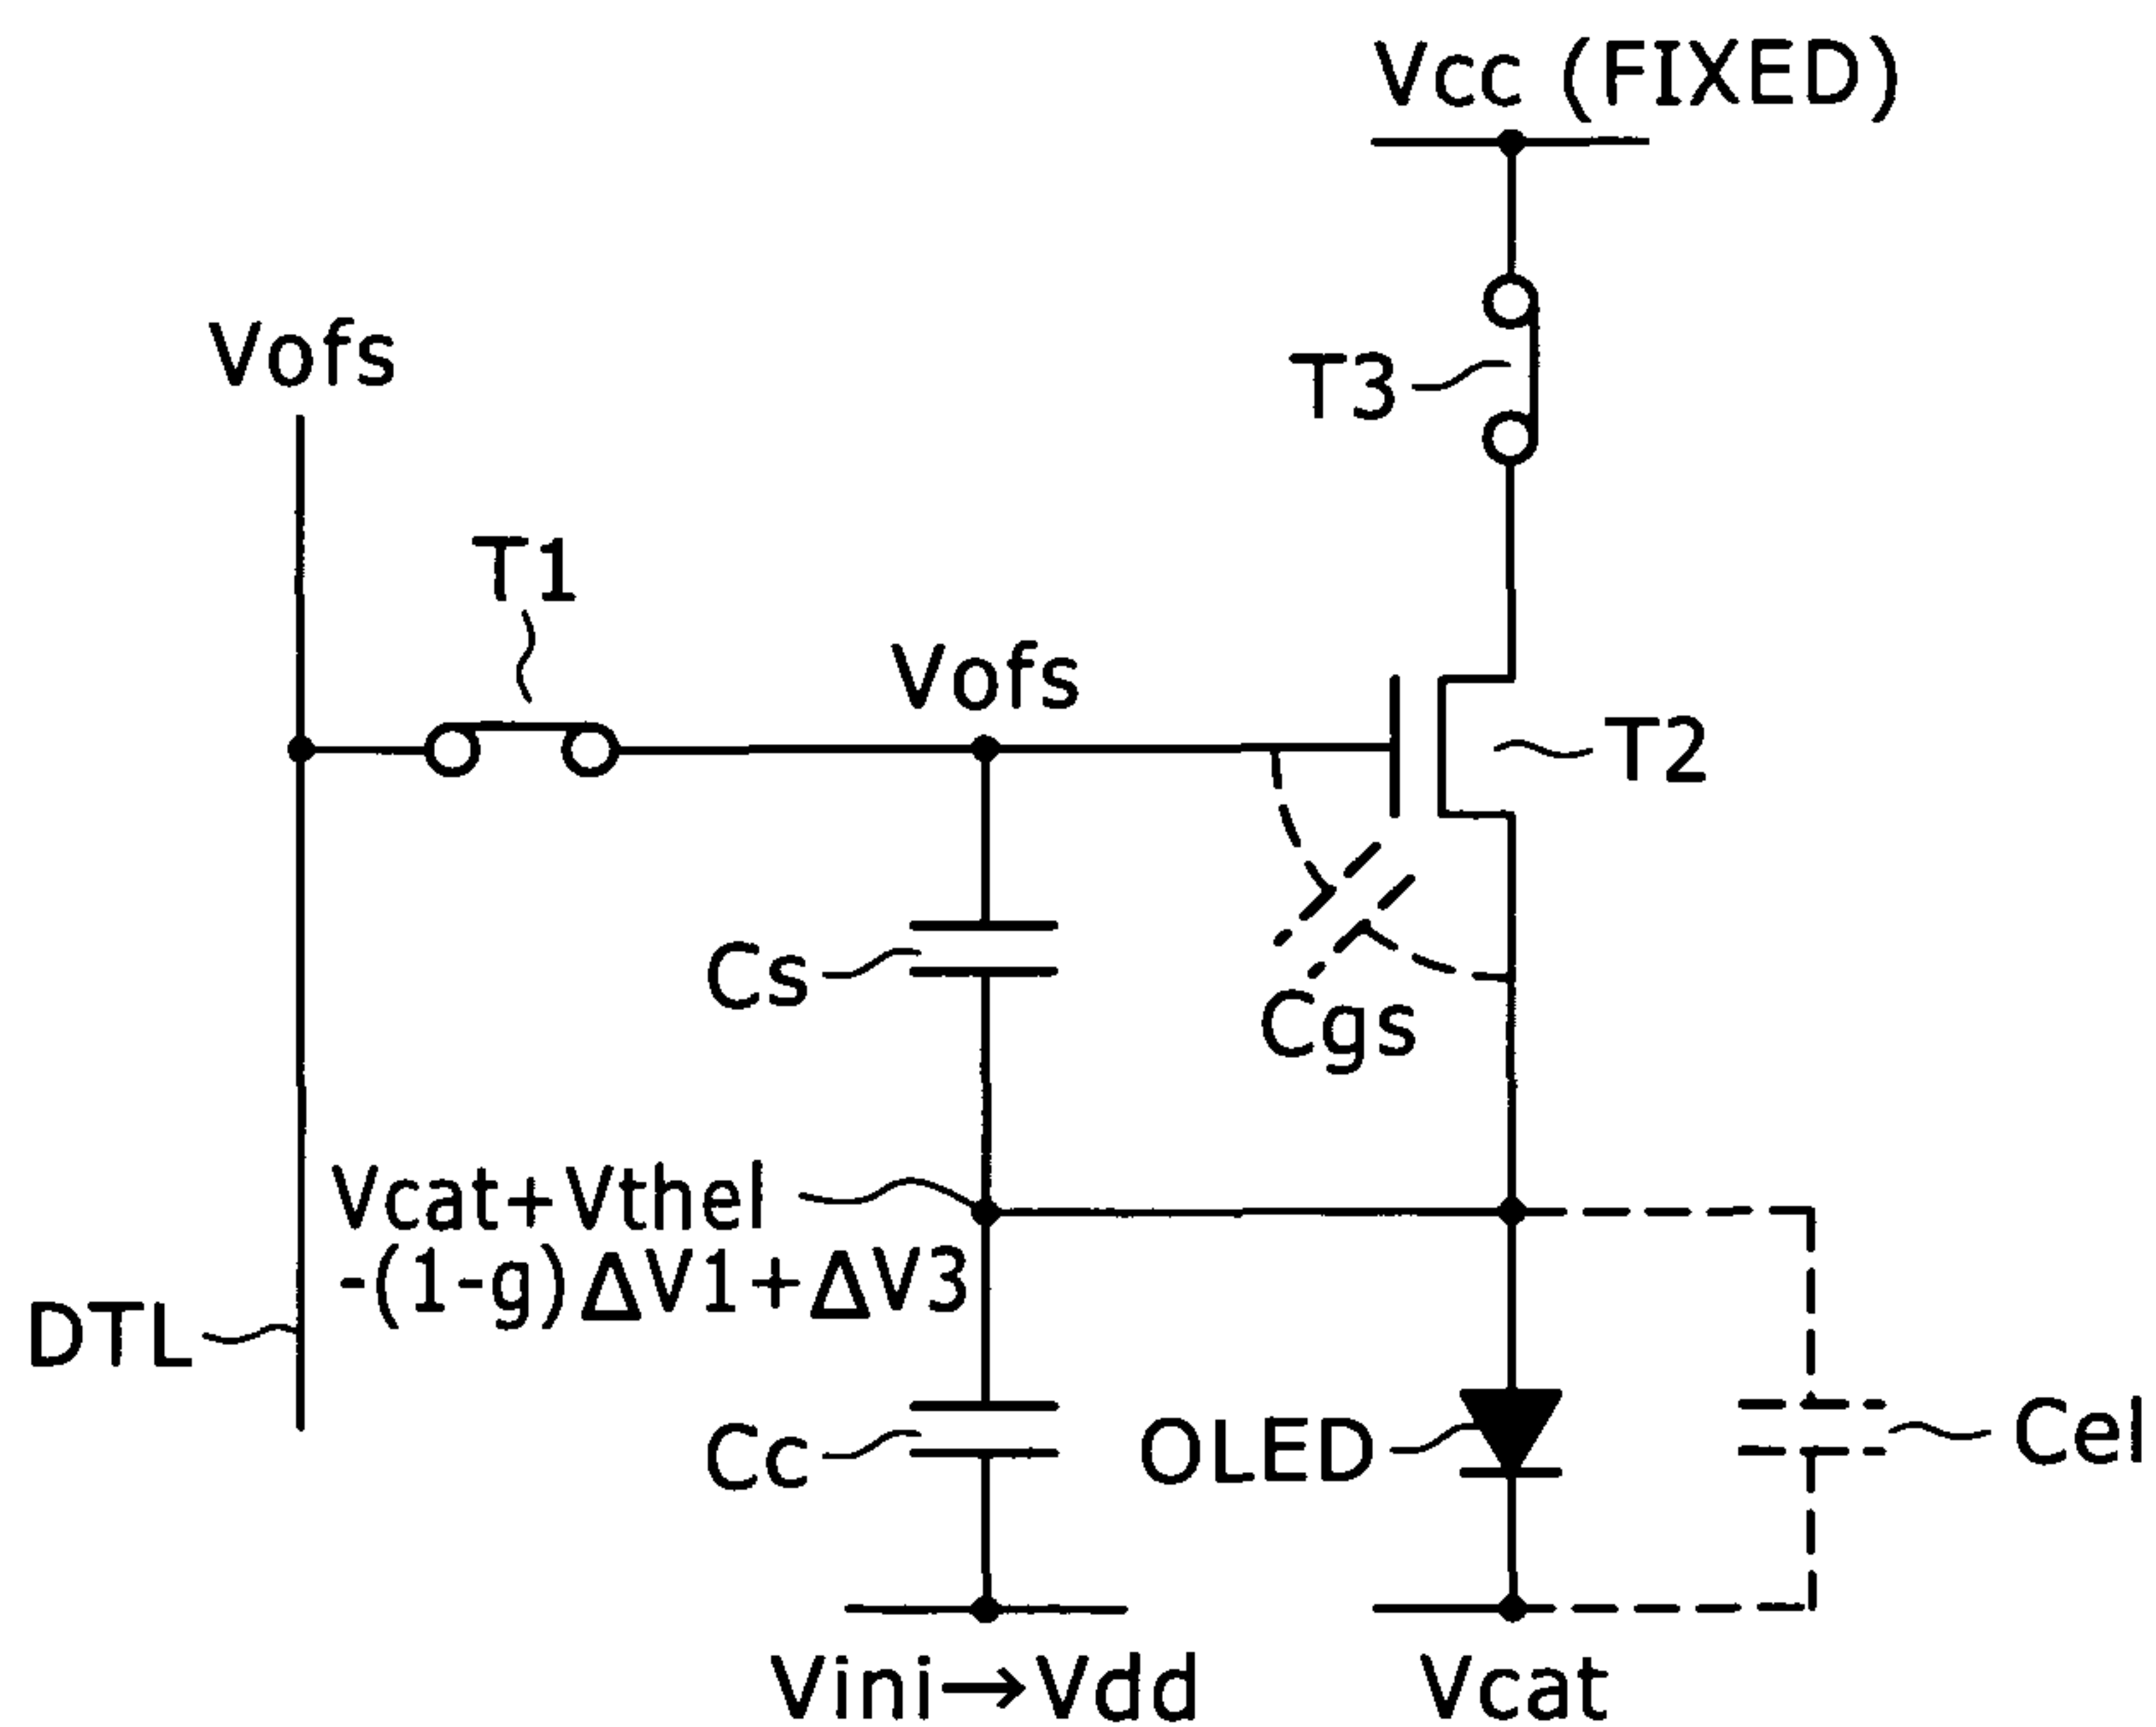 Vcc (FIXED)
Vofs
T3
T1
Vofs
T2
Cs
Cgs
Vcat+Vthel
-(1-g)ΔV1+ΔV3
DTL
Cc
OLED
Cel
Vini→Vdd
Vcat